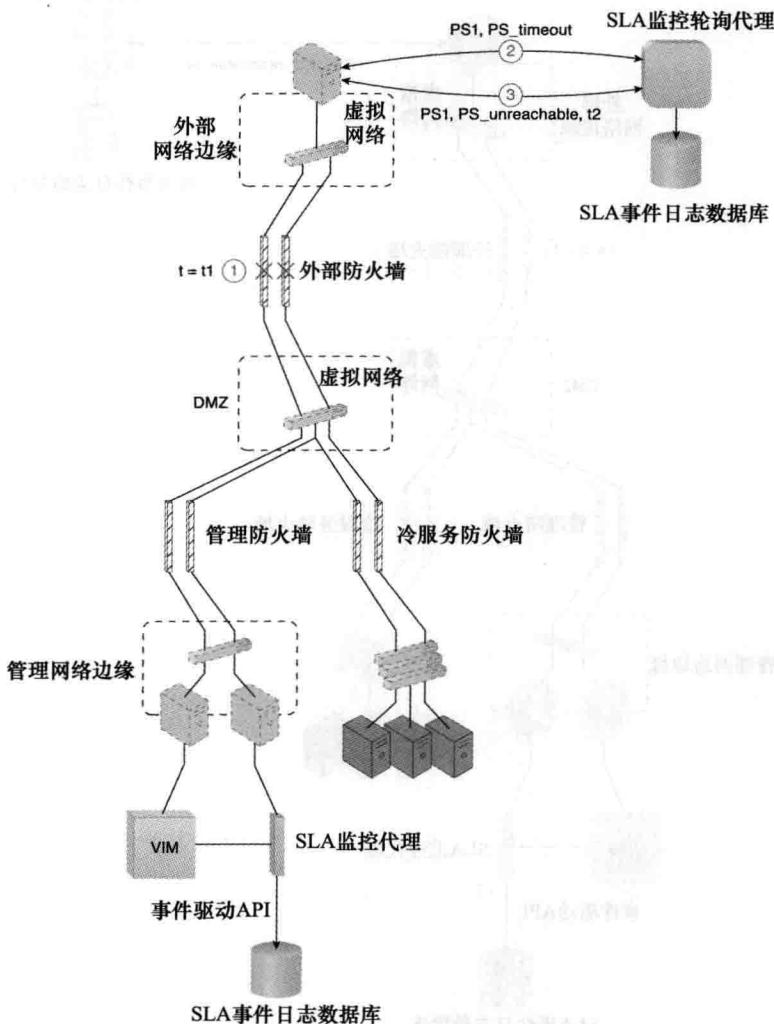 SLA监控轮询代理
PS1, PS_timeout
②
③
PS1, PS_unreachable, t2
外部
网络边缘
虚拟
网络
SLA事件日志数据库
t = t1 ①
外部防火墙
虚拟网络
DMZ
管理防火墙
冷服务防火墙
管理网络边缘
VIM
SLA监控代理
事件驱动API
SLA事件日志数据库